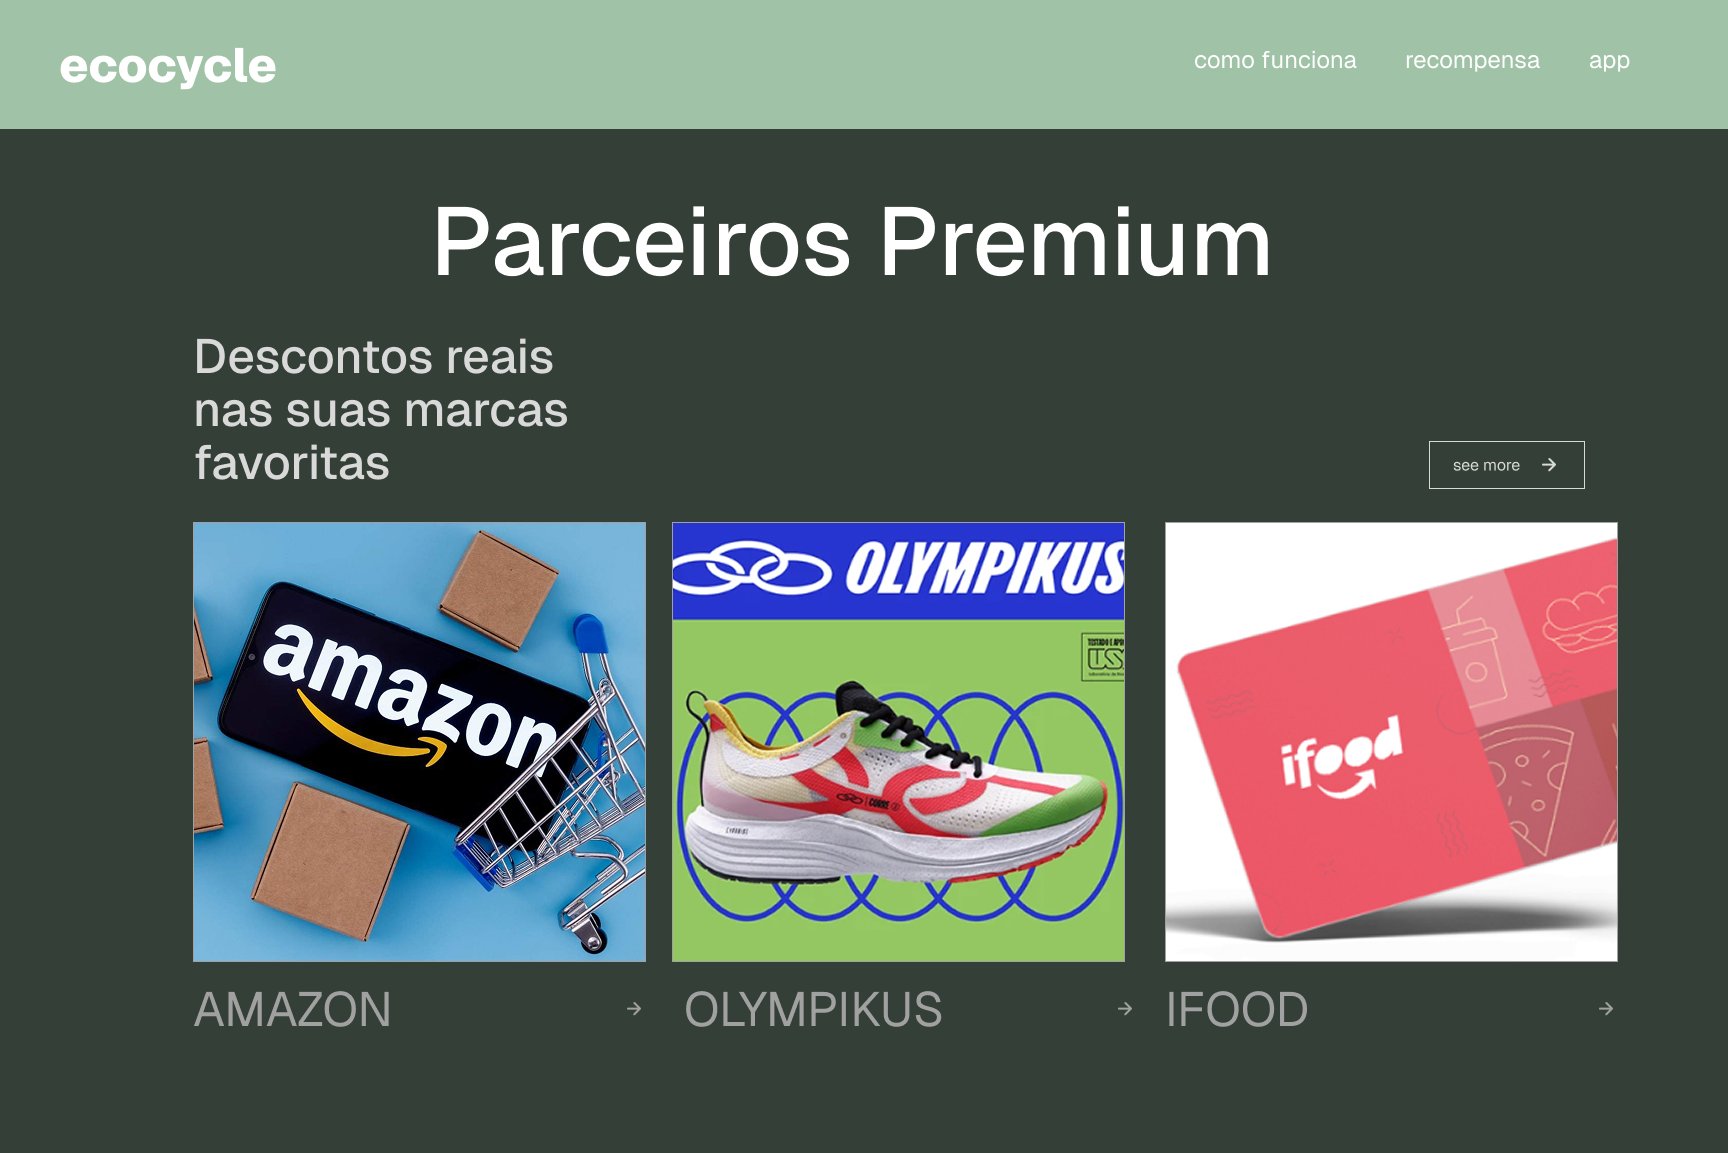 ecocycle
como funciona recompensa app
Parceiros Premium
Descontos reais
nas suas marcas
favoritas
see more
amazon
OLYMPIKUS
CORRE
ifood
AMAZON
OLYMPIKUS
IFOOD